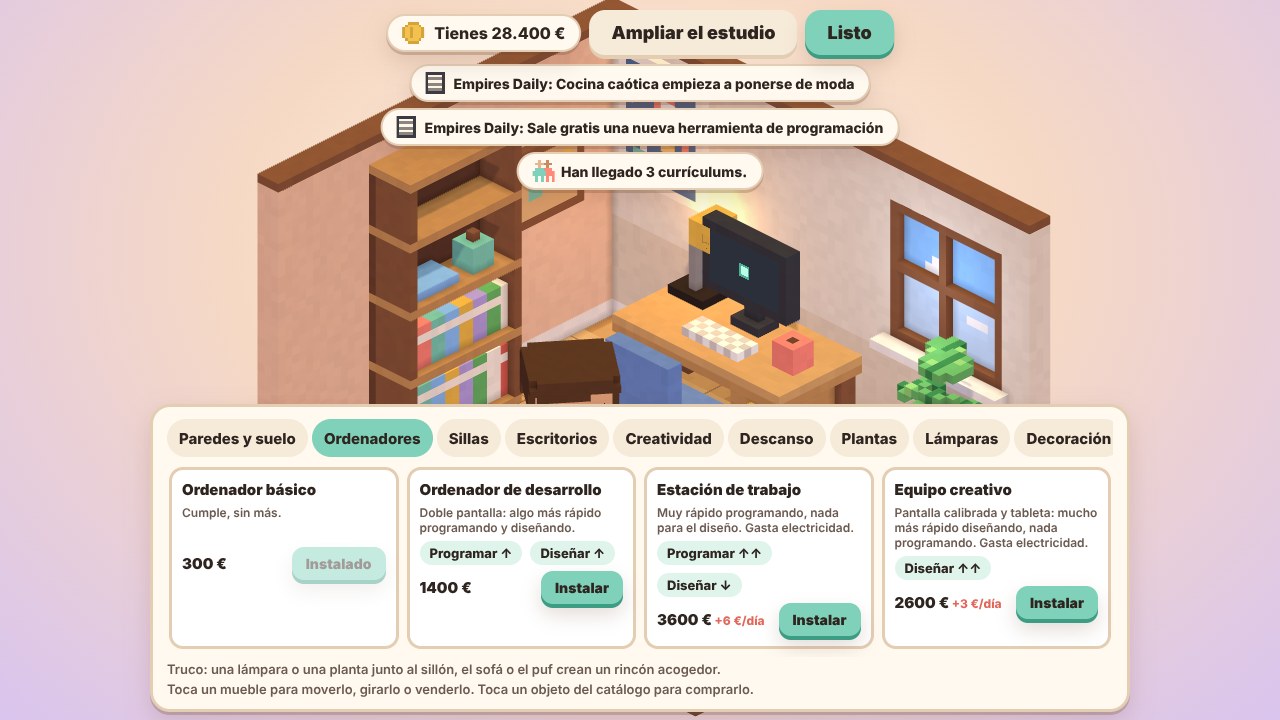 Tienes 28.400 €
Ampliar el estudio
Listo
Empires Daily: Cocina caótica empieza a ponerse de moda
Empires Daily: Sale gratis una nueva herramienta de programación
Han llegado 3 currículums.
Paredes y suelo
Ordenadores
Sillas
Escritorios
Creatividad
Descanso
Plantas
Lámparas
Decoración
Ordenador básico
Cumple, sin más.
300 €
Instalado
Ordenador de desarrollo
Doble pantalla: algo más rápido
programando y diseñando.
Programar ↑
Diseñar ↑
1400 €
Instalar
Estación de trabajo
Muy rápido programando, nada
para el diseño. Gasta electricidad.
Programar ↑↑
Diseñar ↓
3600 € +6 €/día
Instalar
Equipo creativo
Pantalla calibrada y tableta: mucho
más rápido diseñando, nada
programando. Gasta electricidad.
Diseñar ↑↑
2600 € +3 €/día
Instalar
Truco: una lámpara o una planta junto al sillón, el sofá o el puf crean un rincón acogedor.
Toca un mueble para moverlo, girarlo o venderlo. Toca un objeto del catálogo para comprarlo.